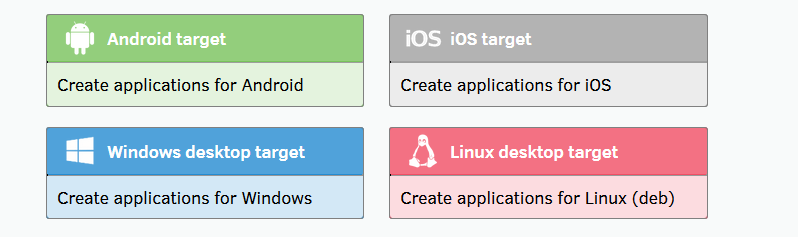 Android target
Create applications for Android
iOS iOS target
Create applications for iOS
Windows desktop target
Create applications for Windows
Linux desktop target
Create applications for Linux (deb)